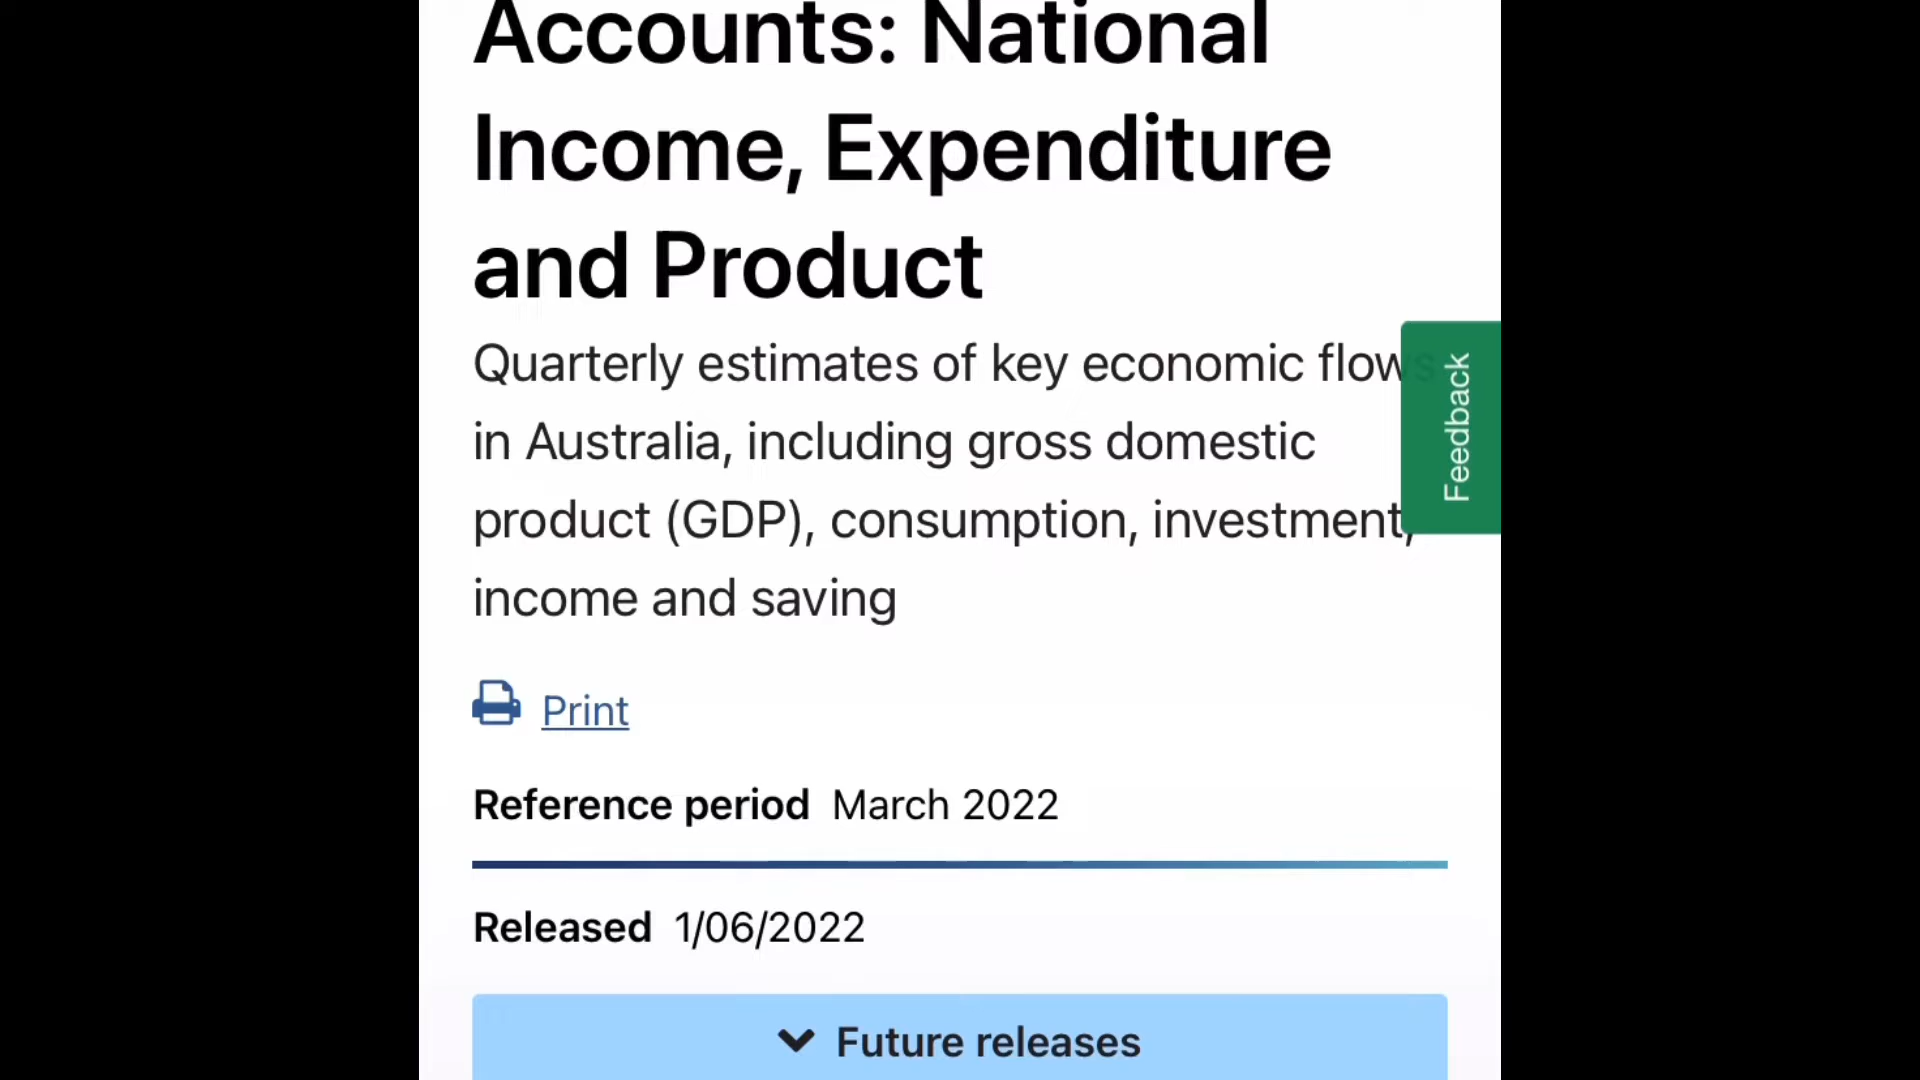 Accounts: National
Income, Expenditure
and Product
Quarterly estimates of key economic flows
in Australia, including gross domestic
product (GDP), consumption, investment,
income and saving
Feedback
Print
Reference period March 2022
Released 1/06/2022
Future releases